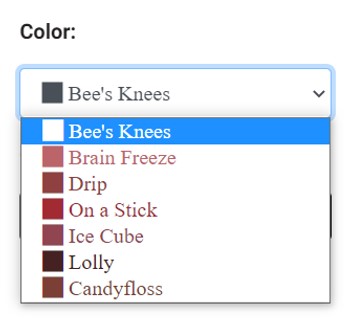 Color:
Bee's Knees
Bee's Knees
Brain Freeze
Drip
On a Stick
Ice Cube
Lolly
Candyfloss